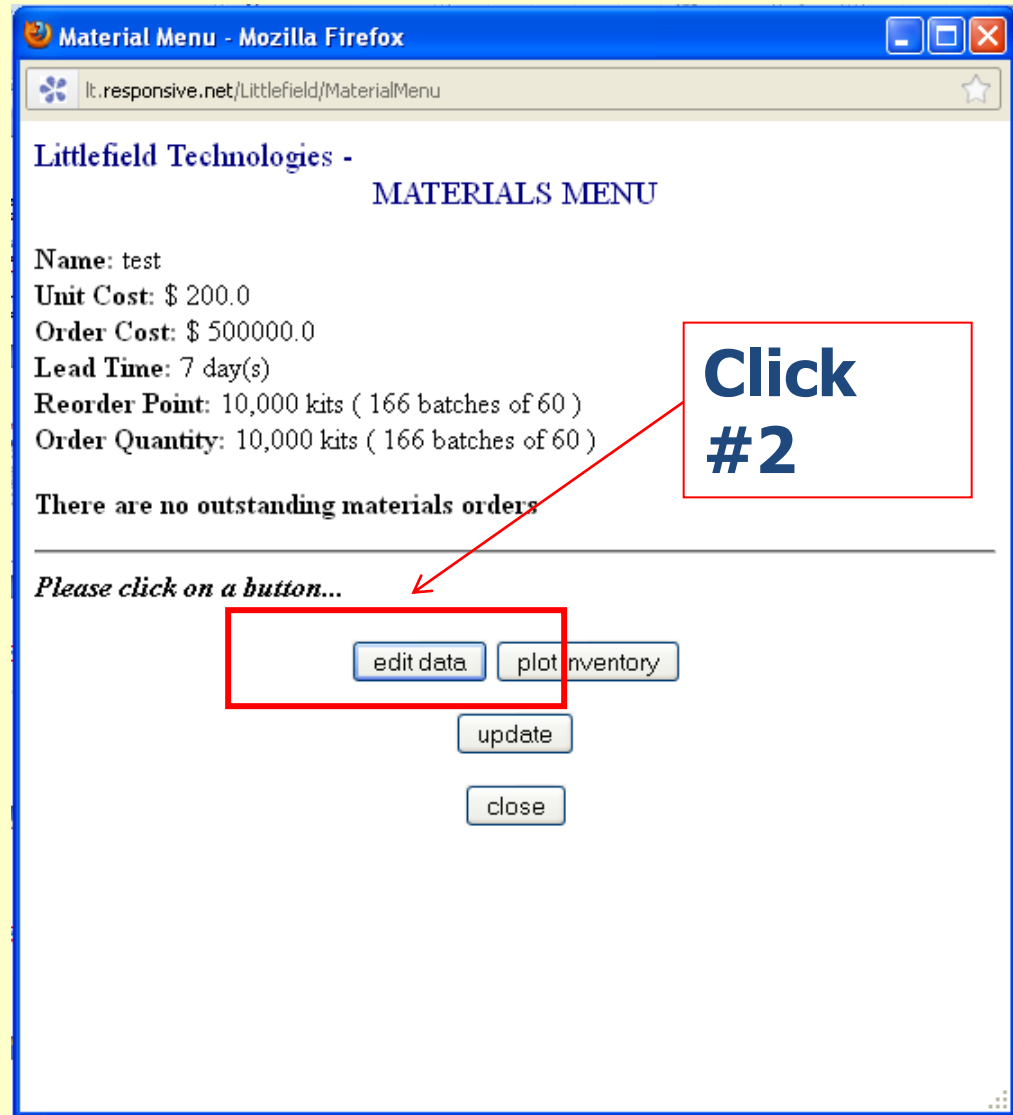 Material Menu - Mozilla Firefox
lt.responsive.net/Littlefield/MaterialMenu
Littlefield Technologies -
MATERIALS MENU
Name: test
Unit Cost: $ 200.0
Order Cost: $ 500000.0
Lead Time: 7 day(s)
Reorder Point: 10,000 kits ( 166 batches of 60 )
Order Quantity: 10,000 kits ( 166 batches of 60 )
Click
#2
There are no outstanding materials orders
Please click on a button...
edit data plot inventory
update
close